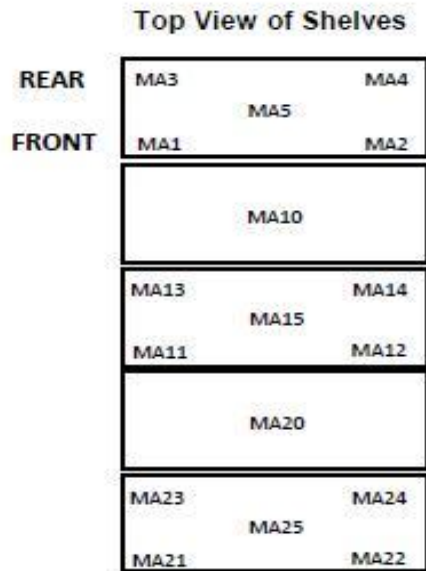 Top View of Shelves
REAR MA3 MA4
MA5
FRONT MA1 MA2
MA10
MA13 MA14
MA15
MA11 MA12
MA20
MA23 MA24
MA25
MA21 MA22